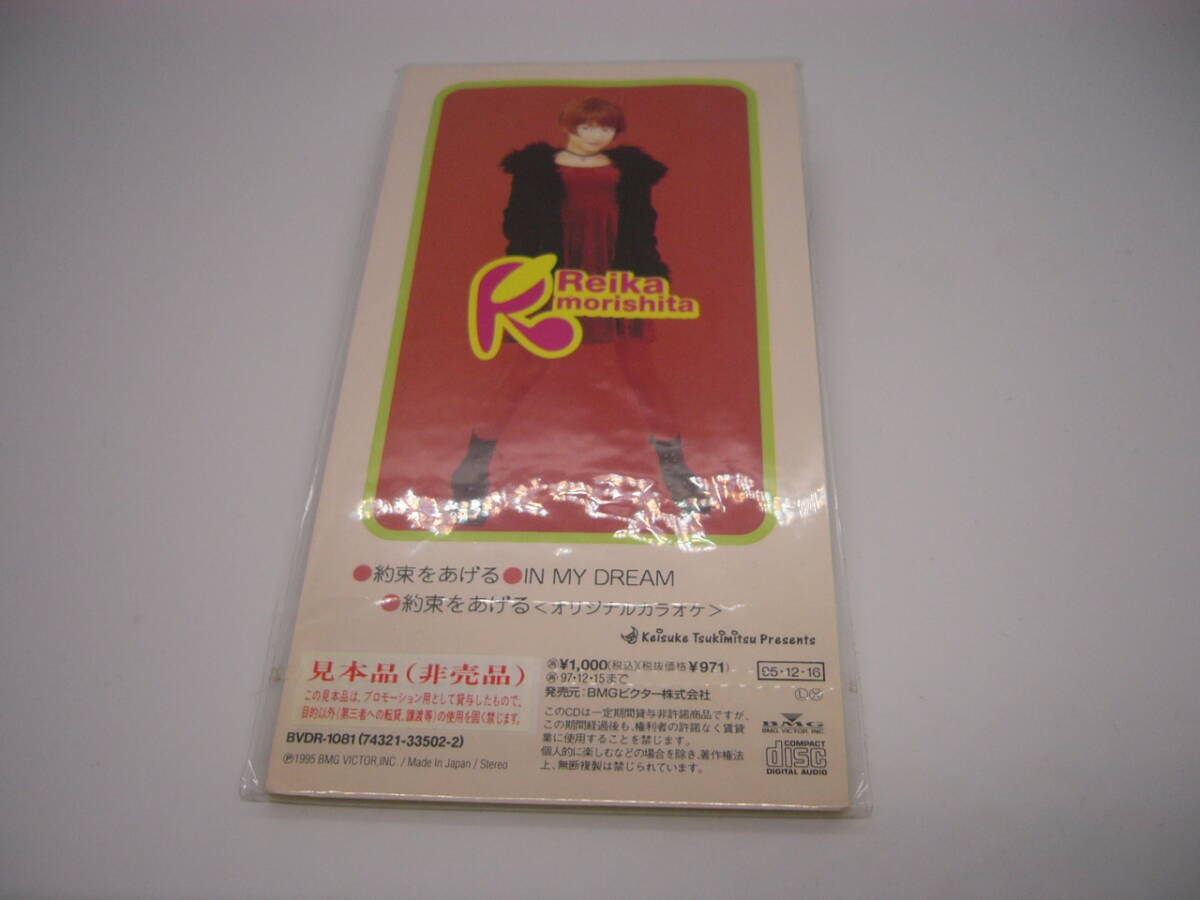 Reika
morishita
●約束をあげる●IN MY DREAM
●約束をあげる<オリジナルカラオケ>
Keisuke Tsukimitsu Presents
見本品(非売品)
この見本品は、プロモーション用として貸与したもので、
目的以外(第三者への転貸、譲渡等)の使用を固く禁じます。
BVDR-1081 (74321-33502-2)
Ⓟ1995 BMG VICTOR, INC. / Made In Japan / Stereo
¥1,000(税込)(税抜価格¥971)
97・12・15まで
発売元:BMGビクター株式会社
このCDは一定期間貸与非許諾商品ですが、
この期間経過後も、権利者の許諾なく賃貸
業に使用することを禁じます。
個人的に楽しむなどの場合を除き、著作権法
上、無断複製は禁じられています。
95・12・16
BMG
BMG VICTOR, INC.
COMPACT
disc
DIGITAL AUDIO